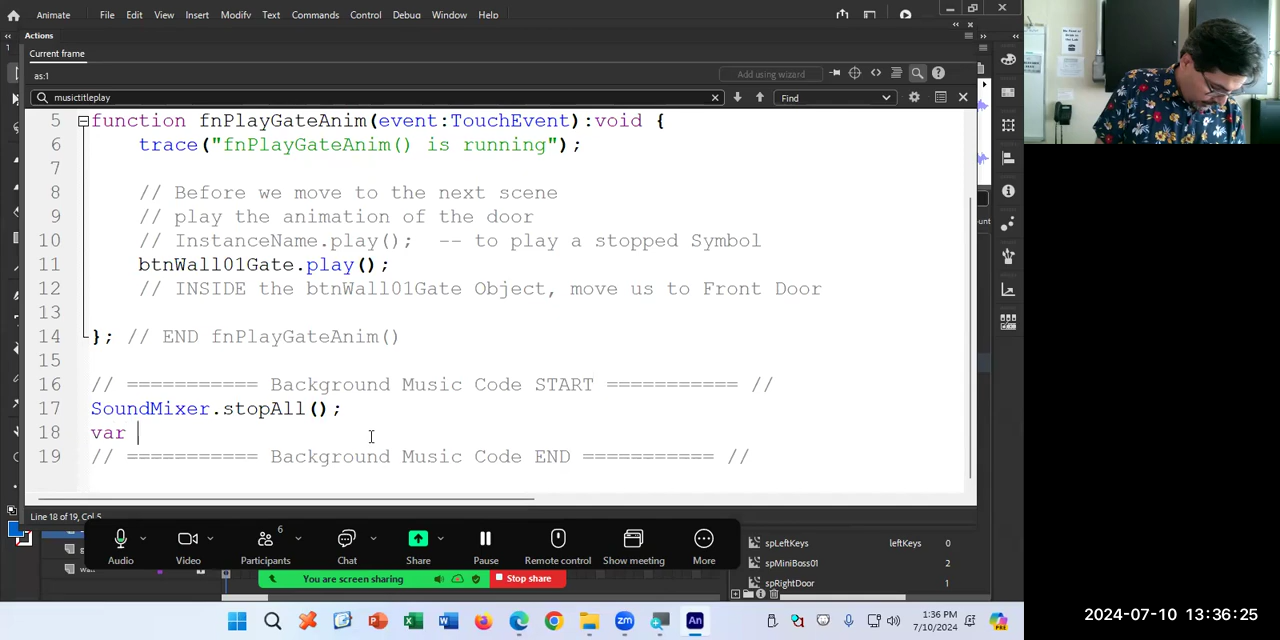 Animate File Edit View Insert Modify Text Commands Control Debug Window Help
Actions
Current frame
as:1
Add using wizard
musictitleplay
Find
5 function fnPlayGateAnim(event:TouchEvent):void {
6 trace("fnPlayGateAnim() is running");
7
8 // Before we move to the next scene
9 // play the animation of the door
10 // InstanceName.play(); -- to play a stopped Symbol
11 btnWall01Gate.play();
12 // INSIDE the btnWall01Gate Object, move us to Front Door
13
14 }; // END fnPlayGateAnim()
15
16 // =========== Background Music Code START =========== //
17 SoundMixer.stopAll();
18 var
19 // =========== Background Music Code END =========== //
Line 18 of 19, Col 5
6
Audio Video Participants Chat Share Pause Remote control Show meeting More
You are screen sharing Stop share
spLeftKeys leftKeys 0
spMiniBoss01 2
spRightDoor 2
1:36 PM
7/10/2024
2024-07-10 13:36:25